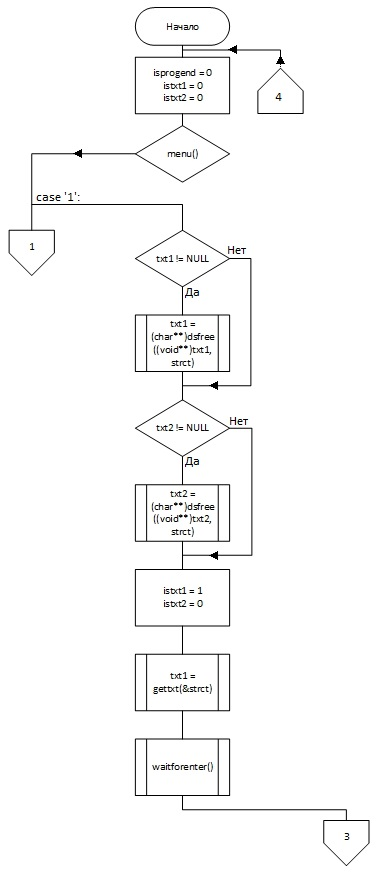 Начало
isprogend = 0
istxt1 = 0
istxt2 = 0
4
menu()
case '1':
1
txt1 != NULL
Нет
Да
txt1 =
(char**)dsfree
((void**)txt1,
strct)
txt2 != NULL
Нет
Да
txt2 =
(char**)dsfree
((void**)txt2,
strct)
istxt1 = 1
istxt2 = 0
txt1 =
gettxt(&strct)
waitforenter()
3